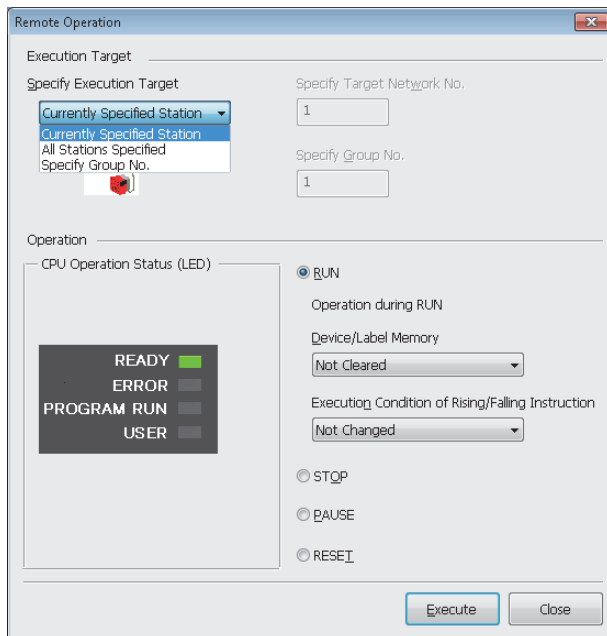 Remote Operation
Execution Target
Specify Execution Target
Currently Specified Station
Currently Specified Station
All Stations Specified
Specify Group No.
Specify Target Network No.
1
Specify Group No.
1
Operation
CPU Operation Status (LED)
READY
ERROR
PROGRAM RUN
USER
RUN
Operation during RUN
Device/Label Memory
Not Cleared
Execution Condition of Rising/Falling Instruction
Not Changed
STOP
PAUSE
RESET
Execute
Close